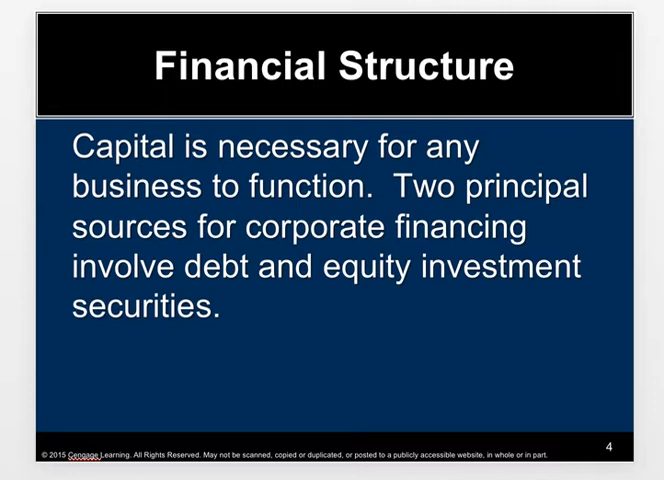 Financial Structure
Capital is necessary for any
business to function.  Two principal
sources for corporate financing
involve debt and equity investment
securities.
4
© 2015 Cengage Learning. All Rights Reserved. May not be scanned, copied or duplicated, or posted to a publicly accessible website, in whole or in part.